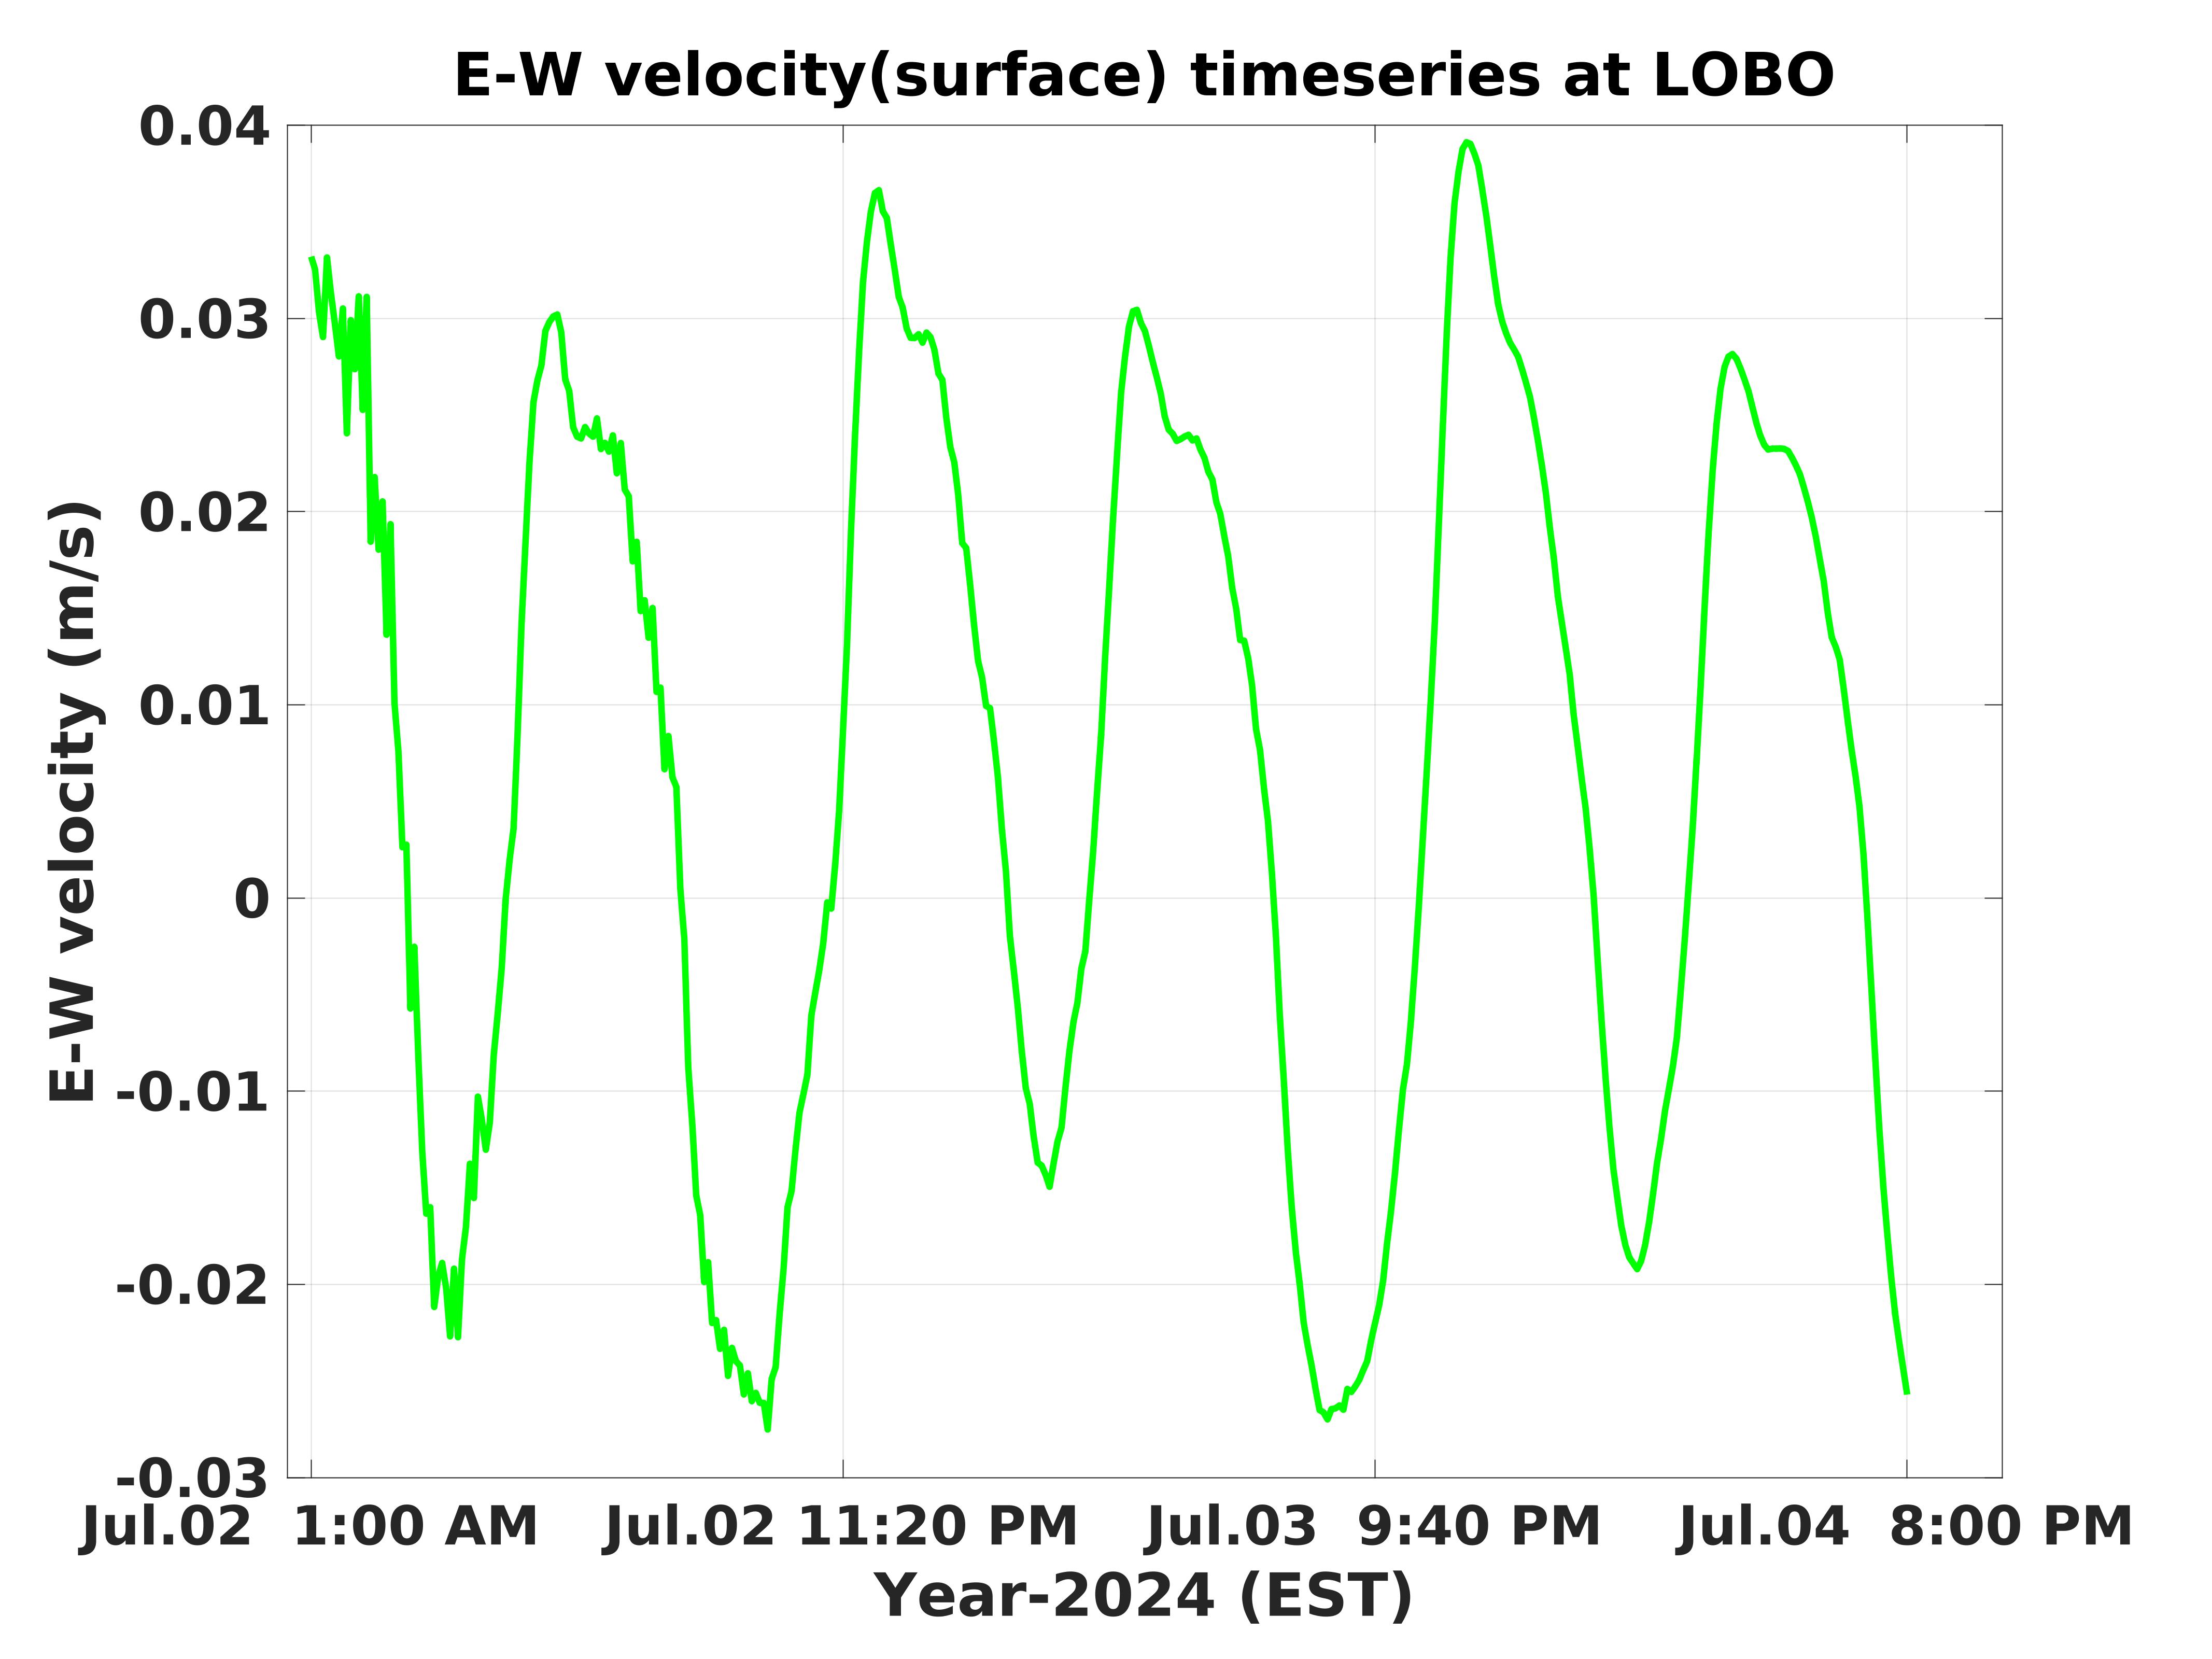 E-W velocity(surface) timeseries at LOBO
E-W velocity (m/s)
0.04
0.03
0.02
0.01
0
-0.01
-0.02
-0.03
Jul.02 1:00 AM
Jul.02 11:20 PM
Jul.03 9:40 PM
Jul.04 8:00 PM
Year-2024 (EST)